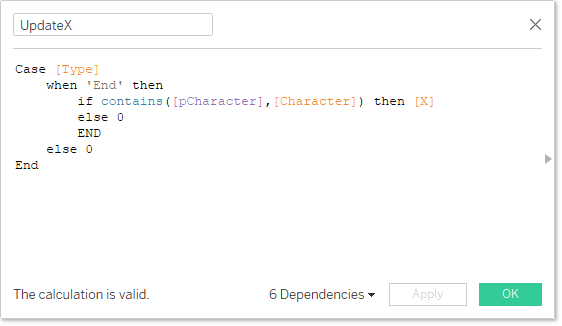 UpdateX
Case [Type]
    when 'End' then
        if contains([pCharacter],[Character]) then [X]
        else 0
        END
    else 0
End
The calculation is valid.
6 Dependencies
Apply
OK